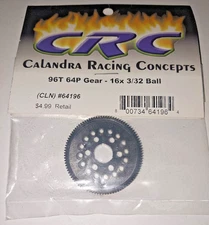 CRC
Calandra Racing Concepts
96T 64P Gear - 16x 3/32 Ball
(CLN) #64196
$4.99 Retail
00734 64196